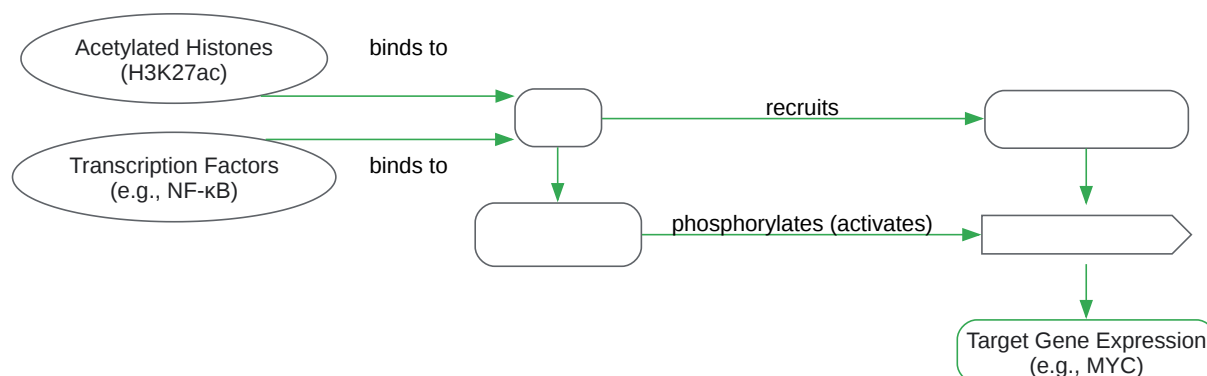 Acetylated Histones
(H3K27ac)
binds to
recruits
Transcription Factors
(e.g., NF-κB)
binds to
phosphorylates (activates)
Target Gene Expression
(e.g., MYC)